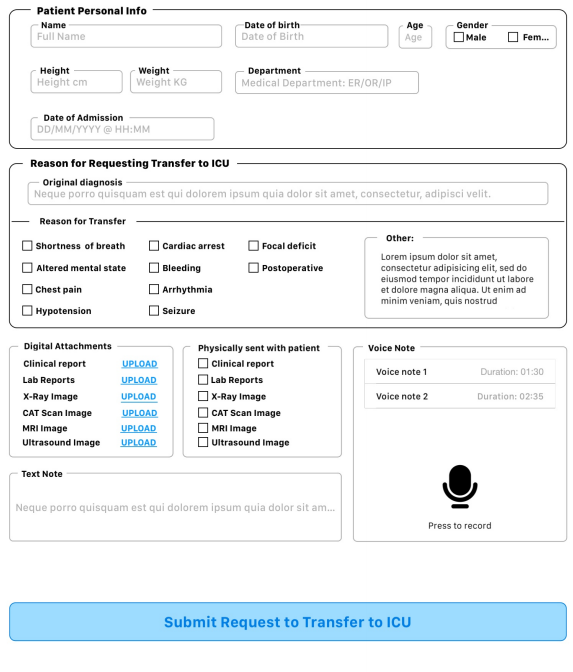 Patient Personal Info
Name Date of birth Age Gender
Full Name Date of Birth Age Male Fem...
Height Weight Department
Height cm Weight KG Medical Department: ER/OR/IP
Date of Admission
DD/MM/YYYY @ HH:MM
Reason for Requesting Transfer to ICU
Original diagnosis
Neque porro quisquam est qui dolorem ipsum quia dolor sit amet, consectetur, adipisci velit.
Reason for Transfer
Shortness of breath Cardiac arrest Focal deficit
Altered mental state Bleeding Postoperative
Chest pain Arrhythmia
Hypotension Seizure
Other:
Lorem ipsum dolor sit amet,
consectetur adipisicing elit, sed do
eiusmod tempor incididunt ut labore
et dolore magna aliqua. Ut enim ad
minim veniam, quis nostrud
Digital Attachments
Clinical report UPLOAD
Lab Reports UPLOAD
X-Ray Image UPLOAD
CAT Scan Image UPLOAD
MRI Image UPLOAD
Ultrasound Image UPLOAD
Physically sent with patient
Clinical report
Lab Reports
X-Ray Image
CAT Scan Image
MRI Image
Ultrasound Image
Voice Note
Voice note 1 Duration: 01:30
Voice note 2 Duration: 02:35
Press to record
Text Note
Neque porro quisquam est qui dolorem ipsum quia dolor sit am...
Submit Request to Transfer to ICU